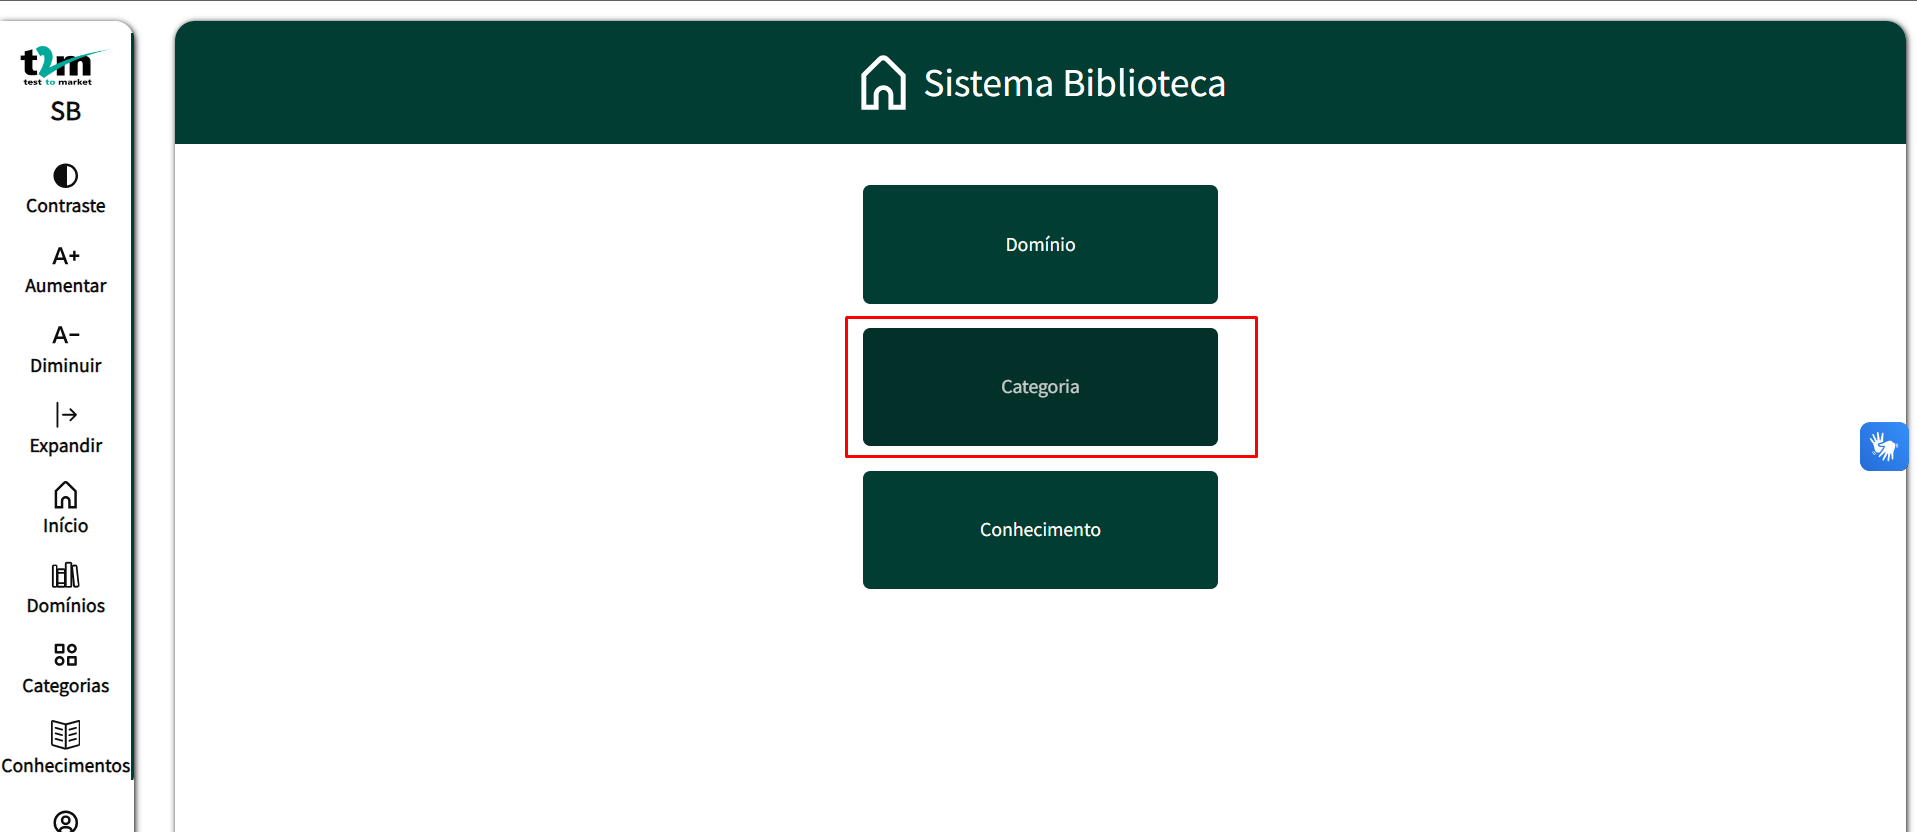 t2m
test to market
SB
Contraste
A+
Aumentar
A-
Diminuir
Expandir
Início
Domínios
Categorias
Conhecimentos
Sistema Biblioteca
Domínio
Categoria
Conhecimento